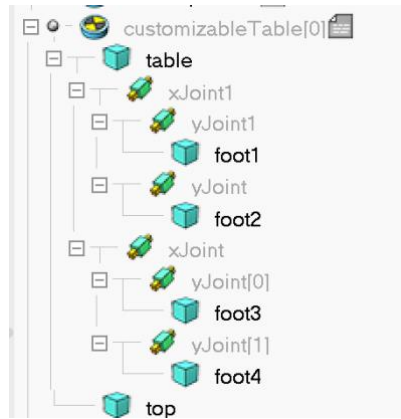 customizableTable[0]
table
xJoint1
yJoint1
foot1
yJoint
foot2
xJoint
yJoint[0]
foot3
yJoint[1]
foot4
top